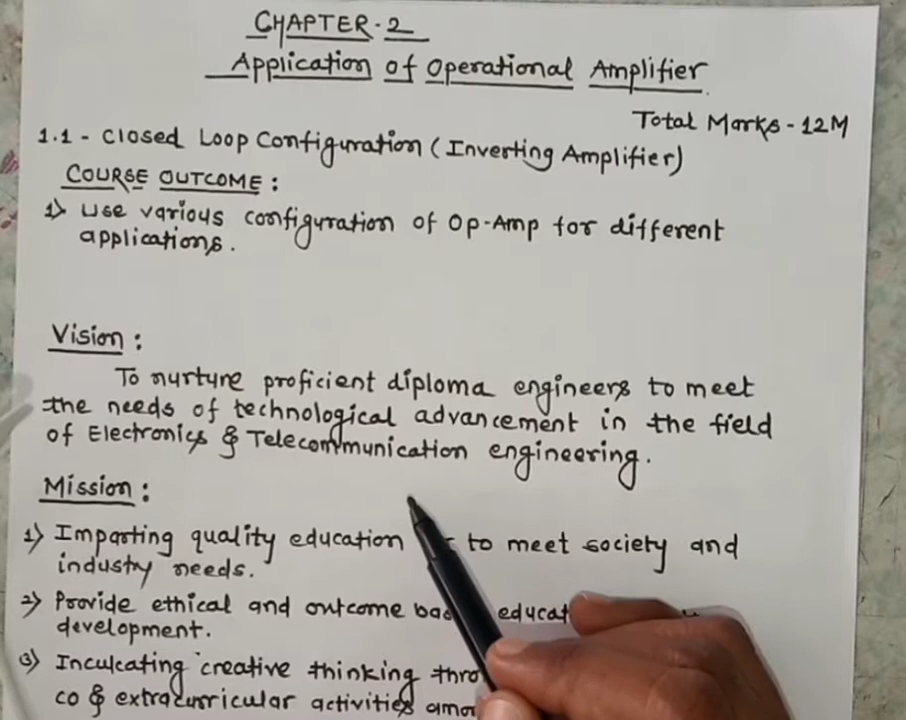 CHAPTER-2
Application of Operational Amplifier
Total Marks - 12M
1.1 - Closed Loop Configuration (Inverting Amplifier)
COURSE OUTCOME :
1) Use various configuration of Op-Amp for different
applications.
Vision :
To nurture proficient diploma engineers to meet
the needs of technological advancement in the field
of Electronics & Telecommunication engineering.
Mission :
1) Imparting quality education to meet society and
industry needs.
2) Provide ethical and outcome
development.
3) Inculcating creative thinking
co & extracurricular activities